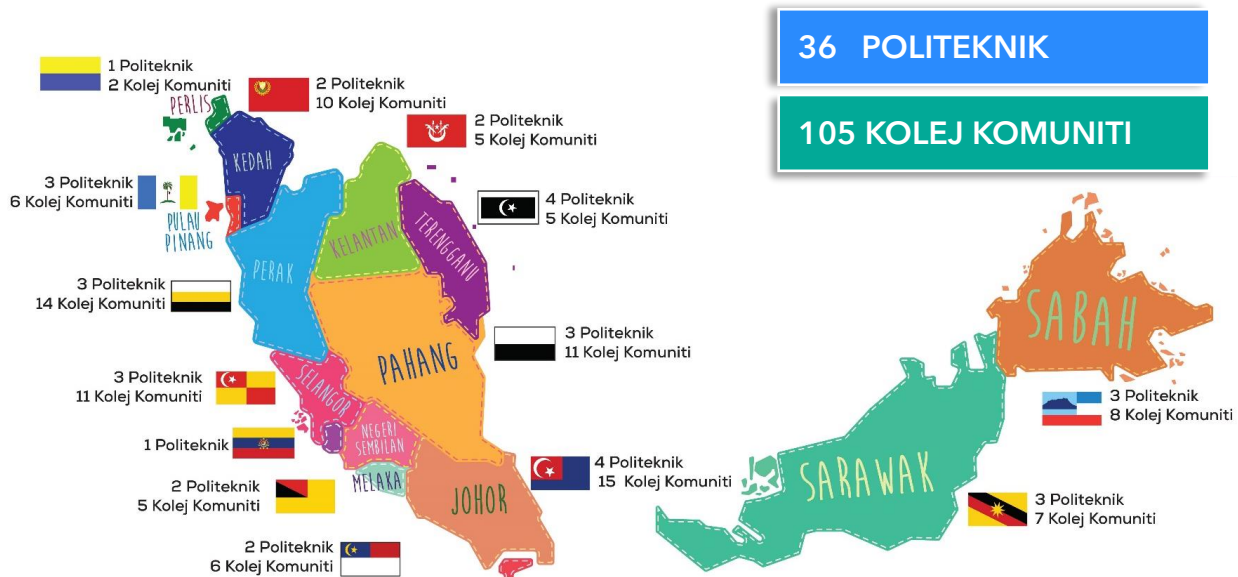 36 POLITEKNIK
105 KOLEJ KOMUNITI
1 Politeknik
2 Kolej Komuniti
2 Politeknik
10 Kolej Komuniti
PERLIS
2 Politeknik
5 Kolej Komuniti
KEDAH
3 Politeknik
6 Kolej Komuniti
4 Politeknik
5 Kolej Komuniti
PULAU
PINANG
KELANTAN
TERENGGANU
PERAK
3 Politeknik
14 Kolej Komuniti
3 Politeknik
11 Kolej Komuniti
PAHANG
SABAH
3 Politeknik
11 Kolej Komuniti
SELANGOR
3 Politeknik
8 Kolej Komuniti
1 Politeknik
NEGERI
SEMBILAN
4 Politeknik
15 Kolej Komuniti
MELAKA
JOHOR
SARAWAK
2 Politeknik
5 Kolej Komuniti
3 Politeknik
7 Kolej Komuniti
2 Politeknik
6 Kolej Komuniti